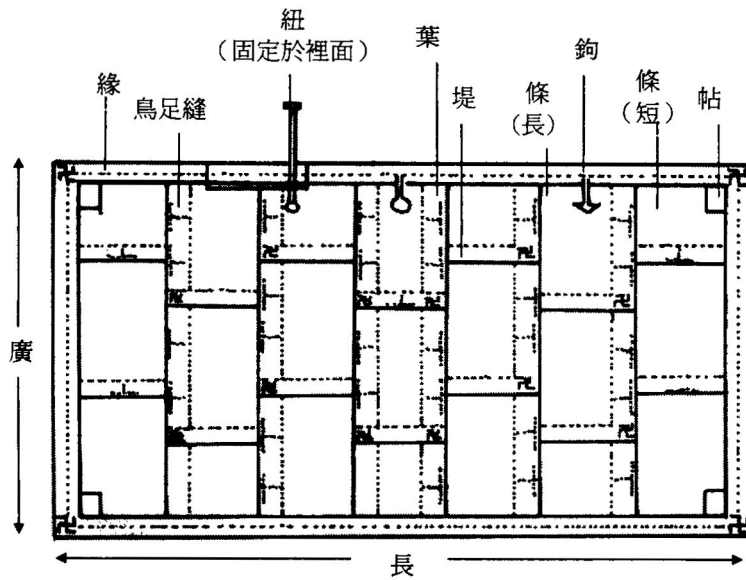 紐
(固定於裡面)
葉
鉤
緣
鳥足縫
堤
條
(長)
條
(短)
帖
廣
長